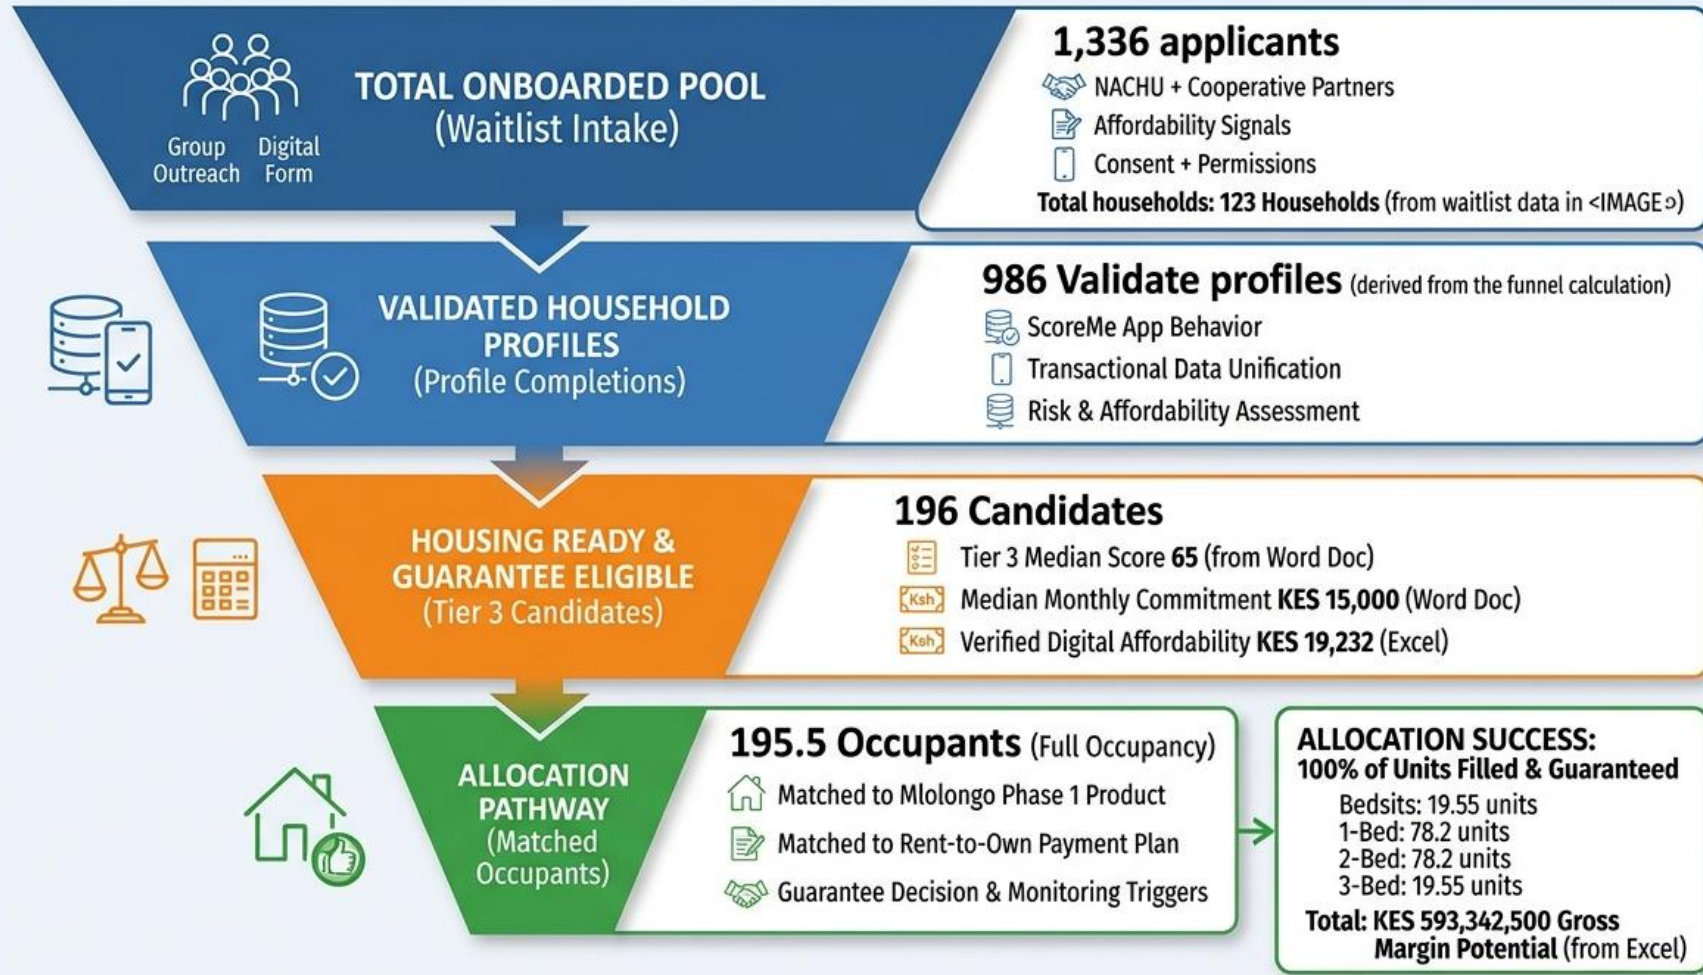 TOTAL ONBOARDED POOL
(Waitlist Intake)
Group Outreach
Digital Form
1,336 applicants
NACHU + Cooperative Partners
Affordability Signals
Consent + Permissions
Total households: 123 Households (from waitlist data in <IMAGE)
VALIDATED HOUSEHOLD
PROFILES
(Profile Completions)
986 Validate profiles (derived from the funnel calculation)
ScoreMe App Behavior
Transactional Data Unification
Risk & Affordability Assessment
HOUSING READY &
GUARANTEE ELIGIBLE
(Tier 3 Candidates)
196 Candidates
Tier 3 Median Score 65 (from Word Doc)
Ksh Median Monthly Commitment KES 15,000 (Word Doc)
Ksh Verified Digital Affordability KES 19,232 (Excel)
ALLOCATION
PATHWAY
(Matched
Occupants)
195.5 Occupants (Full Occupancy)
Matched to Mlolongo Phase 1 Product
Matched to Rent-to-Own Payment Plan
Guarantee Decision & Monitoring Triggers
ALLOCATION SUCCESS:
100% of Units Filled & Guaranteed
Bedsits: 19.55 units
1-Bed: 78.2 units
2-Bed: 78.2 units
3-Bed: 19.55 units
Total: KES 593,342,500 Gross
Margin Potential (from Excel)